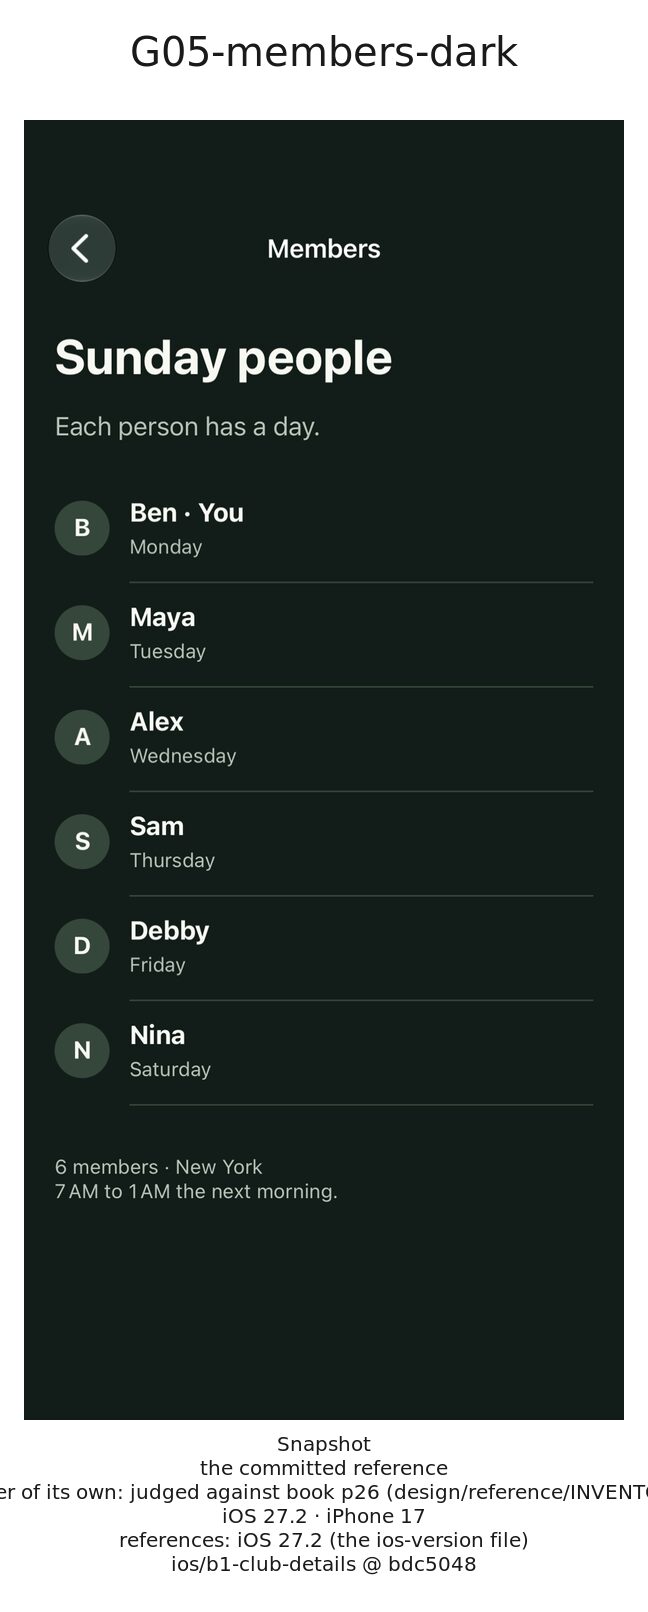 G05-members-dark
Members
Sunday people
Each person has a day.
B
Ben · You
Monday
M
Maya
Tuesday
A
Alex
Wednesday
S
Sam
Thursday
D
Debby
Friday
N
Nina
Saturday
6 members · New York
7 AM to 1 AM the next morning.
Snapshot
the committed reference
of its own: judged against book p26 (design/reference/
iOS 27.2 · iPhone 17
references: iOS 27.2 (the ios-version file)
ios/b1-club-details @ bdc5048